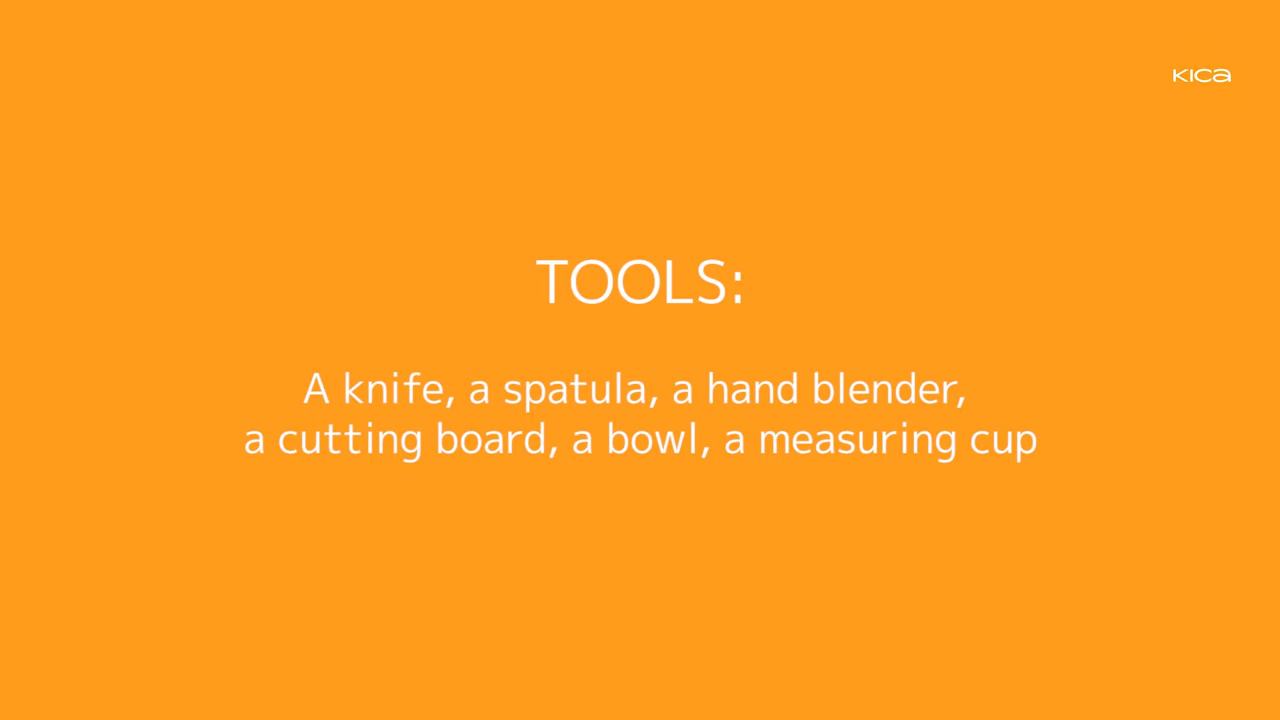 KICA
TOOLS:
A knife, a spatula, a hand blender,
a cutting board, a bowl, a measuring cup